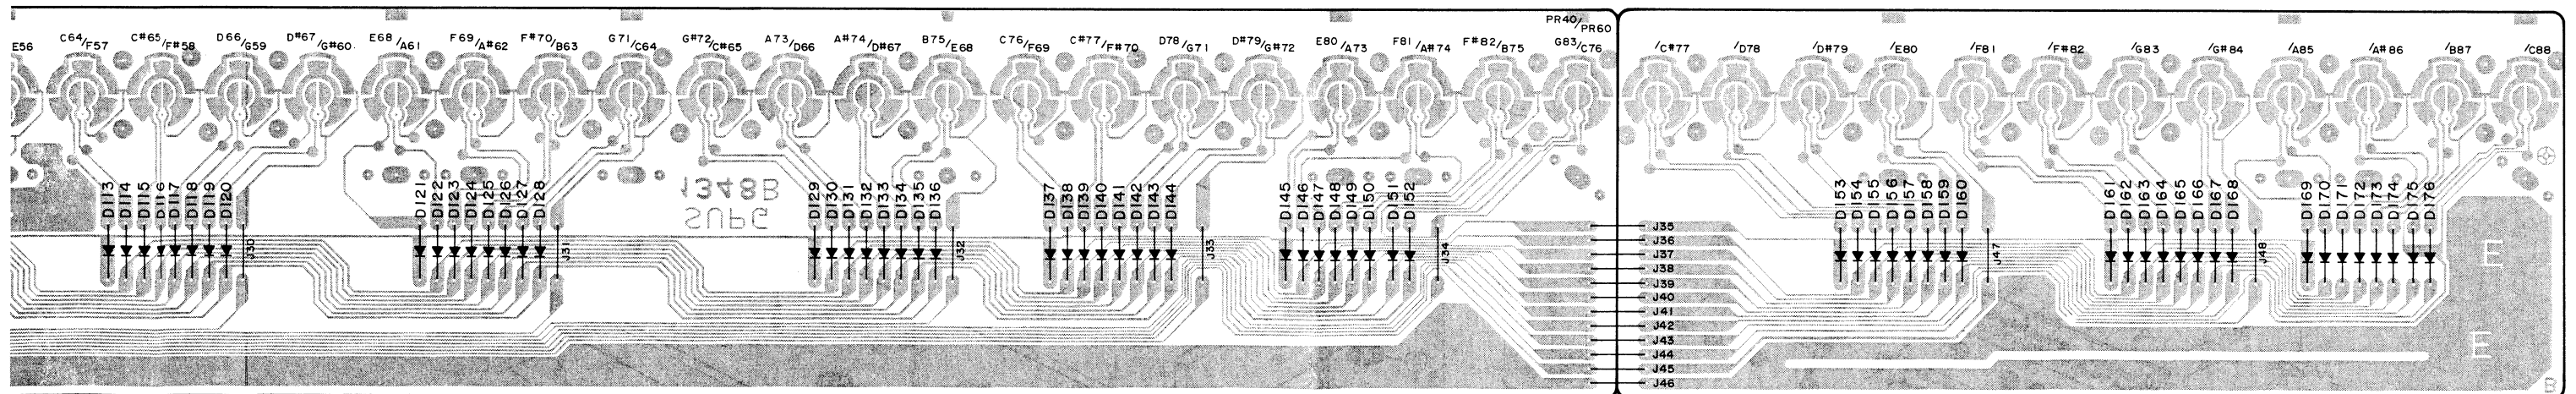 PR40/PR60
E56 C64/F57 C#65/F#58 D66/G59 D#67/G#60 E68/A61 F69/A#62 F#70/B63 G71/C64 G#72/C#65 A73/D66 A#74/D#67 B75/E68 C76/F69 C#77/F#70 D78/G71 D#79/G#72 E80/A73 F81/A#74 F#82/B75 G83/C76 /C#77 /D78 /D#79 /E80 /F81 /F#82 /G83 /G#84 /A85 /A#86 /B87 /C88
D113 D114 D115 D116 D117 D118 D119 D120
J30
D121 D122 D123 D124 D125 D126 D127 D128
J31
1348B
SUPG
D129 D130 D131 D132 D133 D134 D135 D136
J32
D137 D138 D139 D140 D141 D142 D143 D144
J33
D145 D146 D147 D148 D149 D150 D151 D152
J34
J35
J36
J37
J38
J39
J40
J41
J42
J43
J44
J45
J46
D153 D154 D155 D156 D157 D158 D159 D160
J47
D161 D162 D163 D164 D165 D166 D167 D168
J48
D169 D170 D171 D172 D173 D174 D175 D176
E
E
B